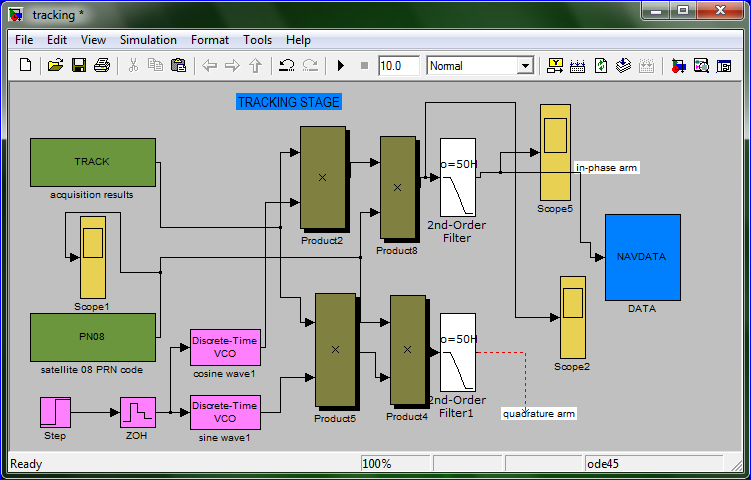 tracking *
File Edit View Simulation Format Tools Help
10.0 Normal
TRACKING STAGE
TRACK
acquisition results
Product2
Product8
o=50H
2nd-Order
Filter
in-phase arm
Scope5
NAVDATA
DATA
Scope1
PN08
satellite 08 PRN code
Discrete-Time
VCO
cosine wave1
Discrete-Time
VCO
sine wave1
Step
ZOH
Product5
Product4
o=50H
2nd-Order
Filter1
quadrature arm
Scope2
Ready 100% ode45